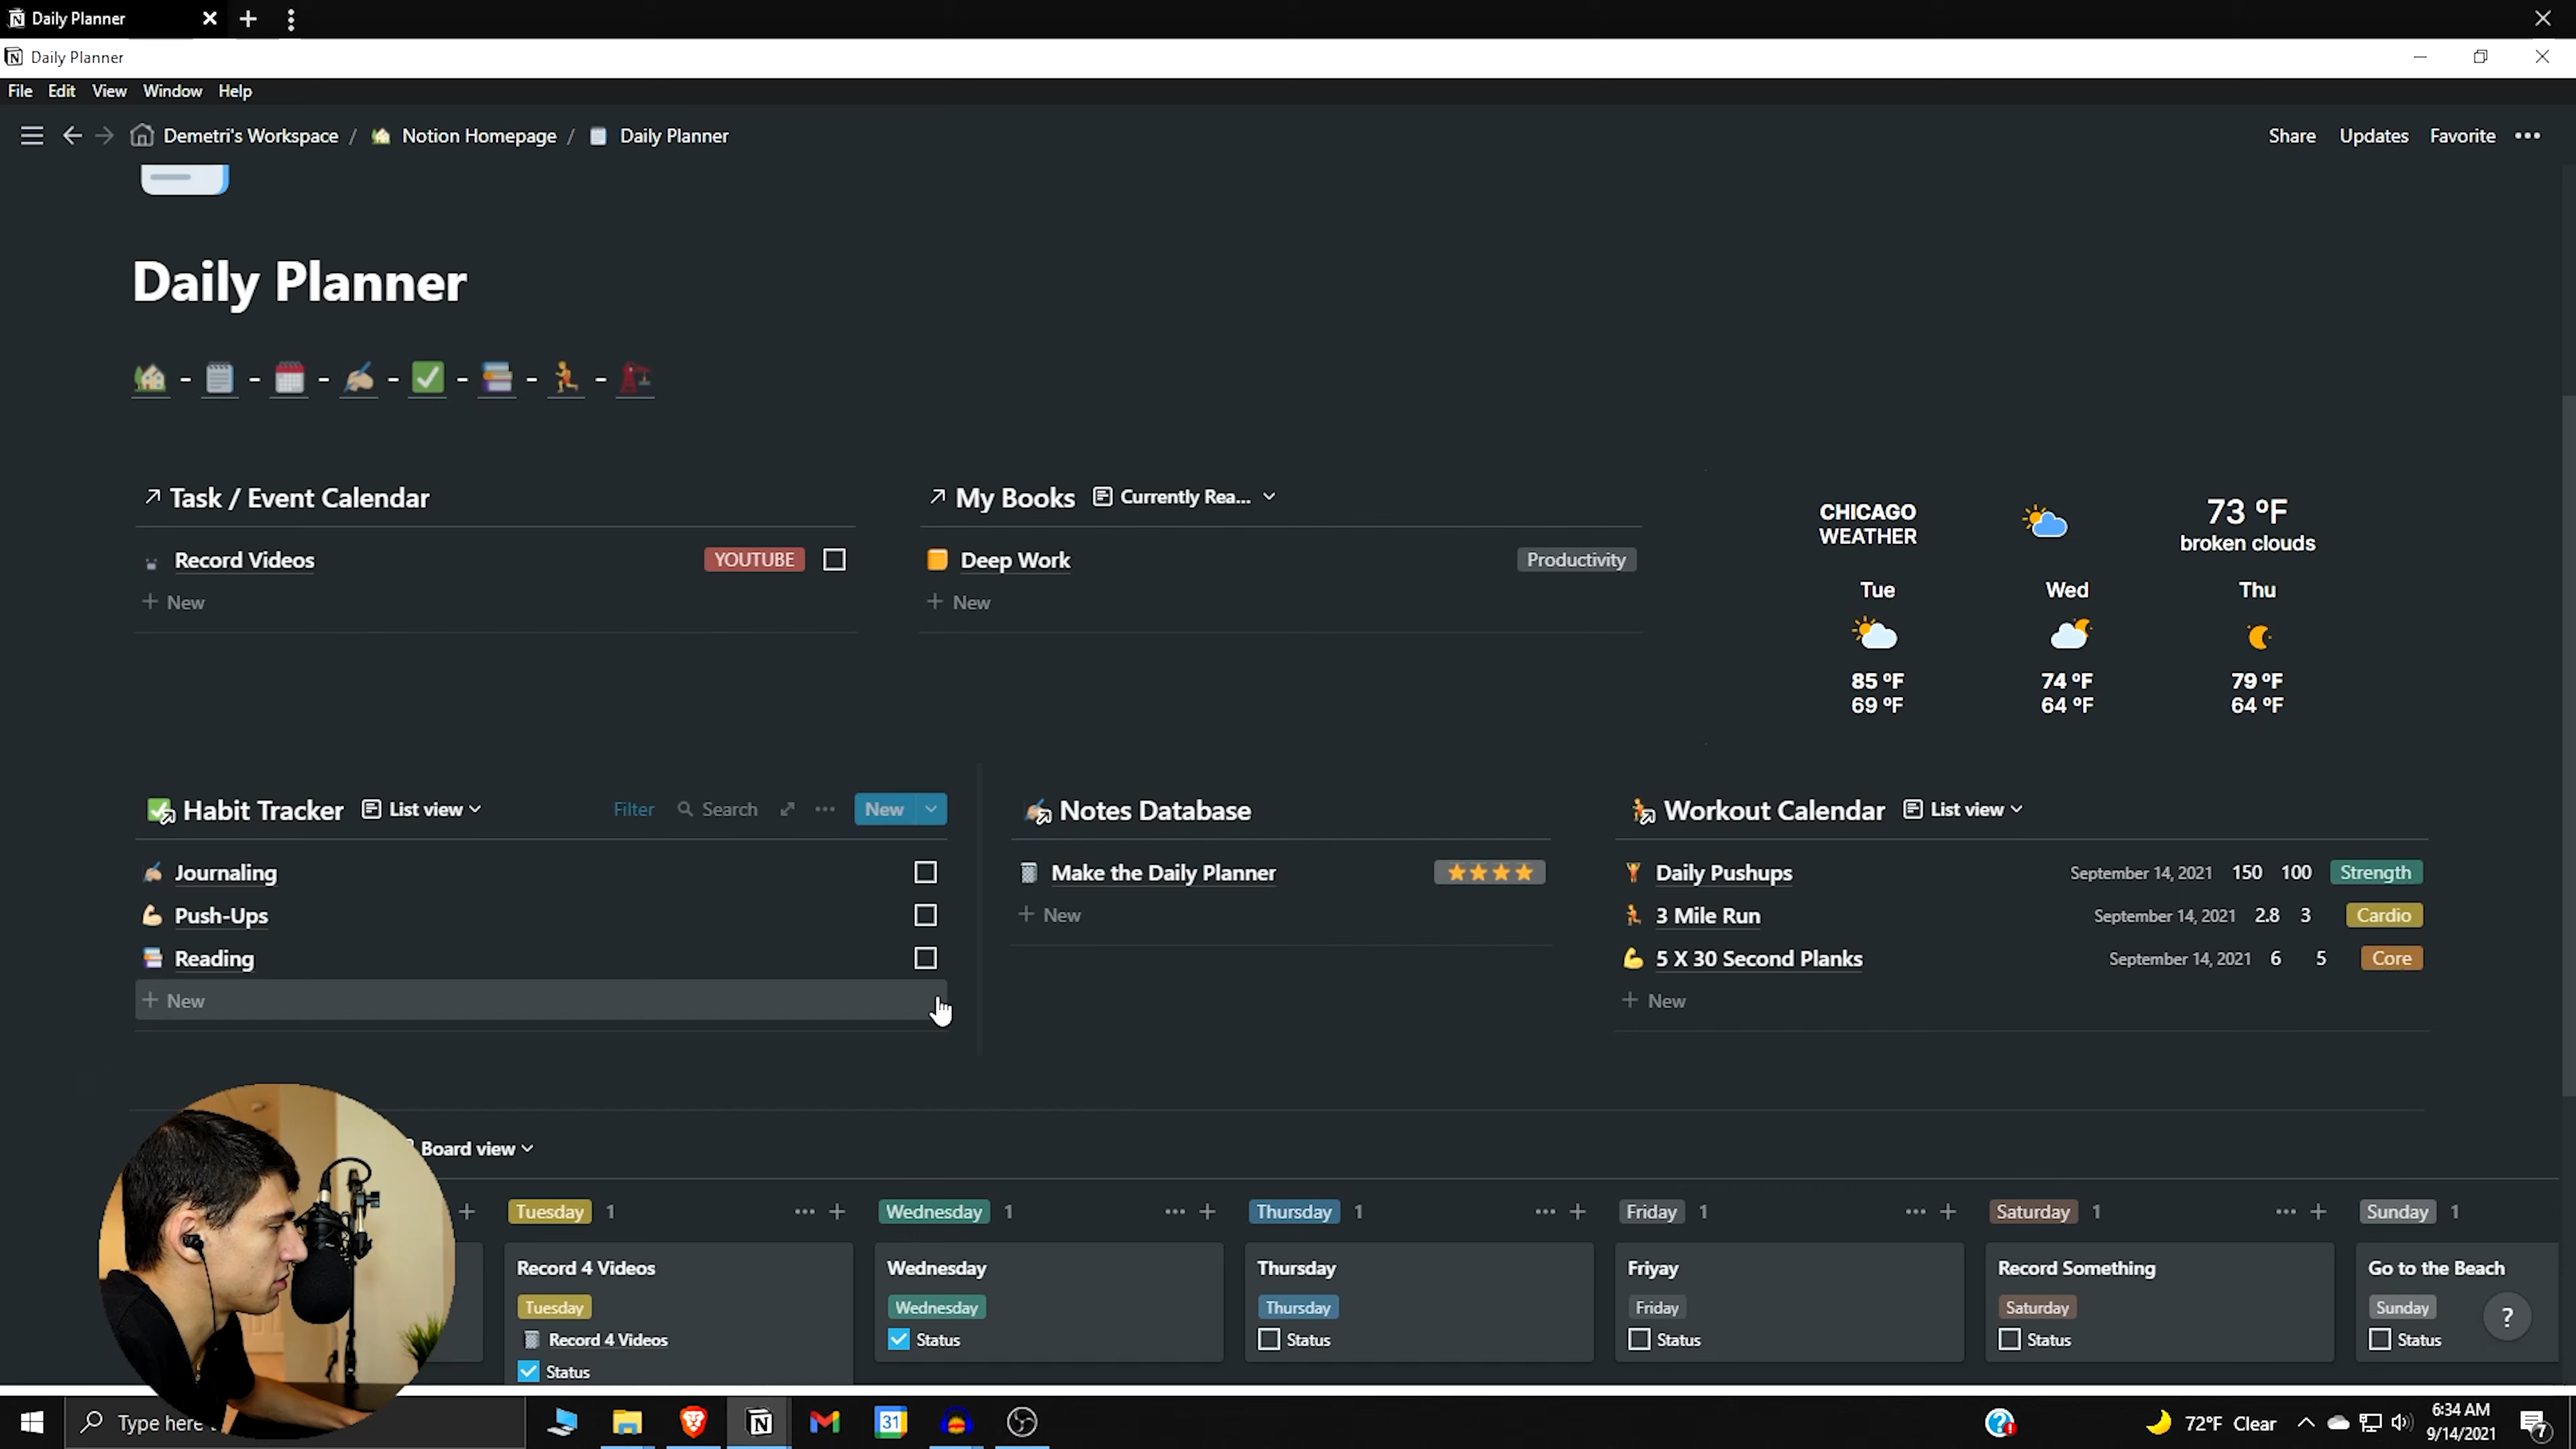 Daily Planner
Daily Planner
File Edit View Window Help
Demetri's Workspace / Notion Homepage / Daily Planner
Share Updates Favorite
Daily Planner
- - - - - - -
Task / Event Calendar
Record Videos YOUTUBE
+ New
My Books Currently Rea...
Deep Work Productivity
+ New
CHICAGO
WEATHER
73 °F
broken clouds
Tue Wed Thu
85 °F 74 °F 79 °F
69 °F 64 °F 64 °F
Habit Tracker List view Filter Search New
Journaling
Push-Ups
Reading
+ New
Notes Database
Make the Daily Planner
+ New
Workout Calendar List view
Daily Pushups September 14, 2021 150 100 Strength
3 Mile Run September 14, 2021 2.8 3 Cardio
5 X 30 Second Planks September 14, 2021 6 5 Core
+ New
Board view
Tuesday 1 Wednesday 1 Thursday 1 Friday 1 Saturday 1 Sunday 1
Record 4 Videos
Tuesday
Record 4 Videos
Status
Wednesday
Wednesday
Status
Thursday
Thursday
Status
Friyay
Friday
Status
Record Something
Saturday
Status
Go to the Beach
Sunday
Status
?
Type here
31
72°F Clear
6:34 AM
9/14/2021
7